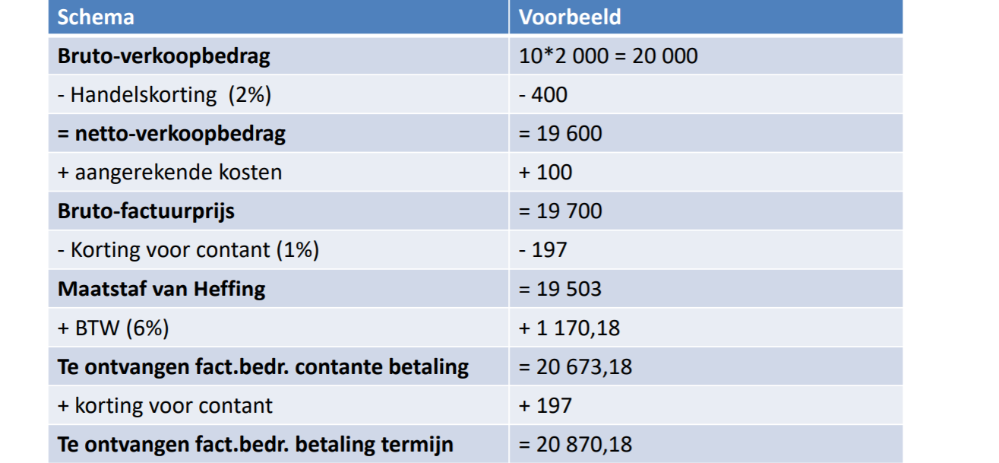 Schema Voorbeeld
Bruto-verkoopbedrag 10*2 000 = 20 000
- Handelskorting (2%) - 400
= netto-verkoopbedrag = 19 600
+ aangerekende kosten + 100
Bruto-factuurprijs = 19 700
- Korting voor contant (1%) - 197
Maatstaf van Heffing = 19 503
+ BTW (6%) + 1 170,18
Te ontvangen fact.bedr. contante betaling = 20 673,18
+ korting voor contant + 197
Te ontvangen fact.bedr. betaling termijn = 20 870,18